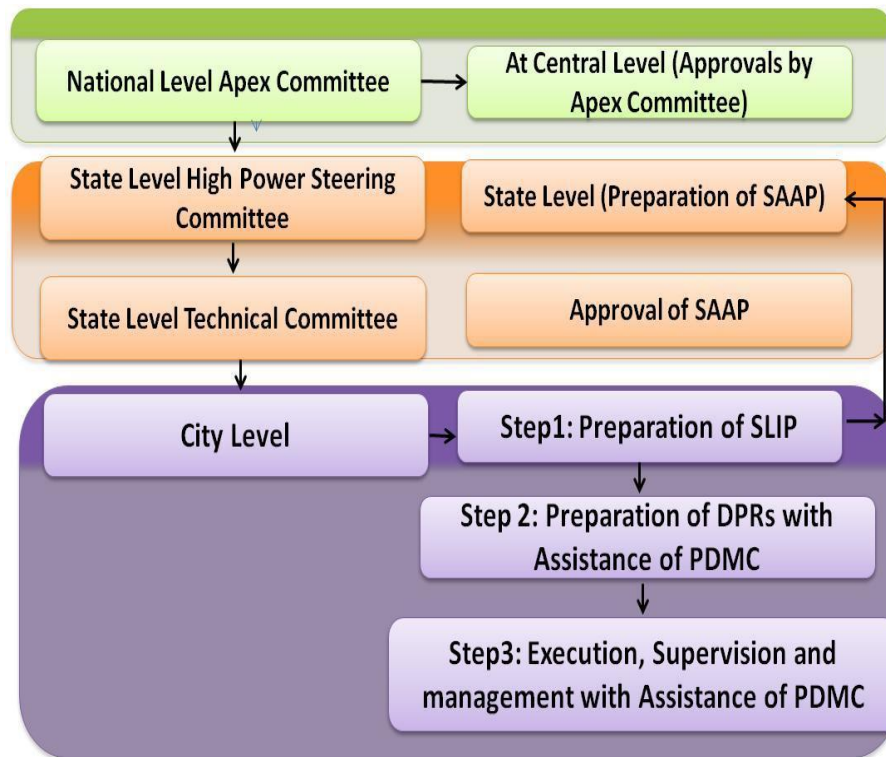 National Level Apex Committee
At Central Level (Approvals by
Apex Committee)
State Level High Power Steering
Committee
State Level (Preparation of SAAP)
State Level Technical Committee
Approval of SAAP
City Level
Step1: Preparation of SLIP
Step 2: Preparation of DPRs with
Assistance of PDMC
Step3: Execution, Supervision and
management with Assistance of PDMC